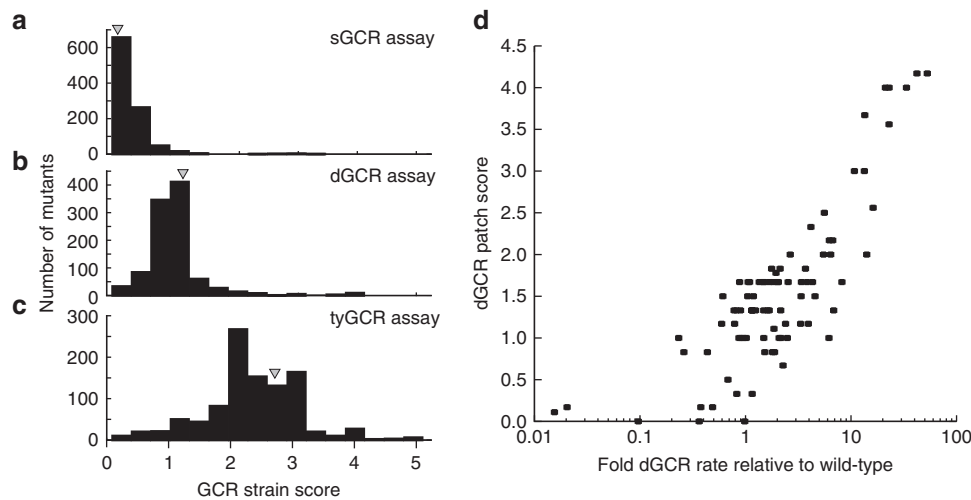 a
sGCR assay
600
400
200
0
b
dGCR assay
400
300
200
100
0
c
tyGCR assay
300
200
100
0
0 1 2 3 4 5
GCR strain score
Number of mutants
d
4.5
4.0
3.5
3.0
2.5
2.0
1.5
1.0
0.5
0.0
0.01 0.1 1 10 100
Fold dGCR rate relative to wild-type
dGCR patch score